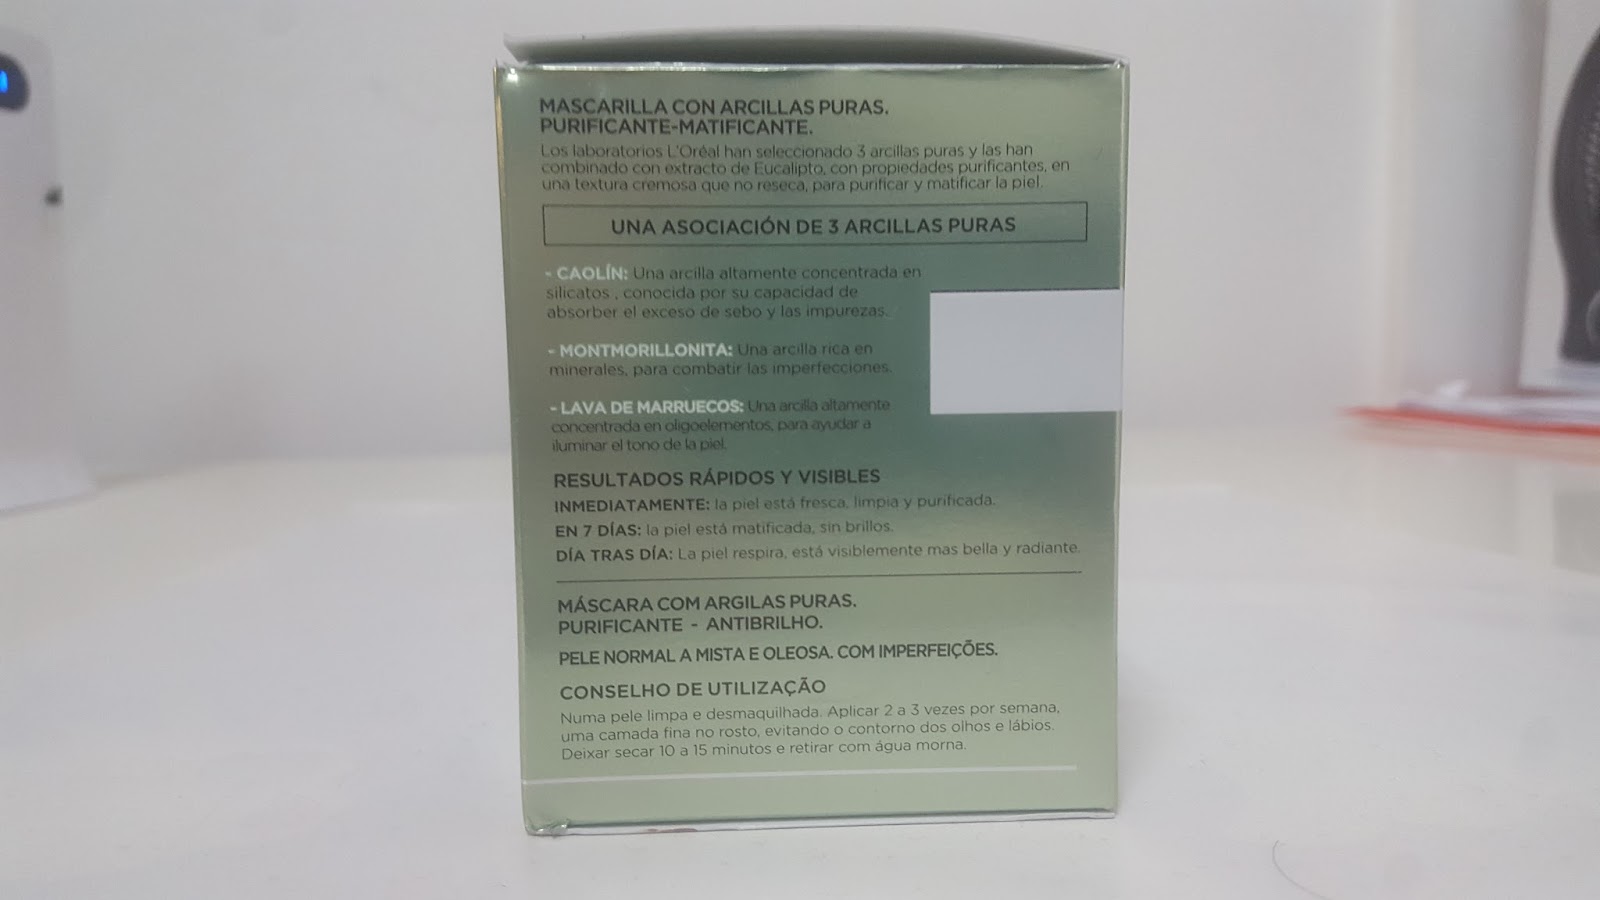 MASCARILLA CON ARCILLAS PURAS.
PURIFICANTE-MATIFICANTE.
Los laboratorios L'Oréal han seleccionado 3 arcillas puras y las han
combinado con extracto de Eucalipto, con propiedades purificantes, en
una textura cremosa que no reseca, para purificar y matificar la piel.
UNA ASOCIACIÓN DE 3 ARCILLAS PURAS
- CAOLÍN: Una arcilla altamente concentrada en
silicatos , conocida por su capacidad de
absorber el exceso de sebo y las impurezas.
- MONTMORILLONITA: Una arcilla rica en
minerales, para combatir las imperfecciones.
- LAVA DE MARRUECOS: Una arcilla altamente
concentrada en oligoelementos, para ayudar a
iluminar el tono de la piel.
RESULTADOS RÁPIDOS Y VISIBLES
INMEDIATAMENTE: la piel está fresca, limpia y purificada.
EN 7 DÍAS: la piel está matificada, sin brillos.
DÍA TRAS DÍA: La piel respira, está visiblemente mas bella y radiante.
MÁSCARA COM ARGILAS PURAS.
PURIFICANTE - ANTIBRILHO.
PELE NORMAL A MISTA E OLEOSA. COM IMPERFEIÇÕES.
CONSELHO DE UTILIZAÇÃO
Numa pele limpa e desmaquilhada. Aplicar 2 a 3 vezes por semana,
uma camada fina no rosto, evitando o contorno dos olhos e lábios.
Deixar secar 10 a 15 minutos e retirar com água morna.